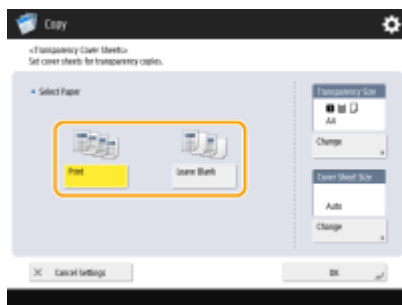 Copy
<Transparency Cover Sheets>
Set cover sheets for transparency copies.
Select Paper
Print
Leave Blank
Transparency Size
A4
Change
Cover Sheet Size
Auto
Change
Cancel Settings
OK